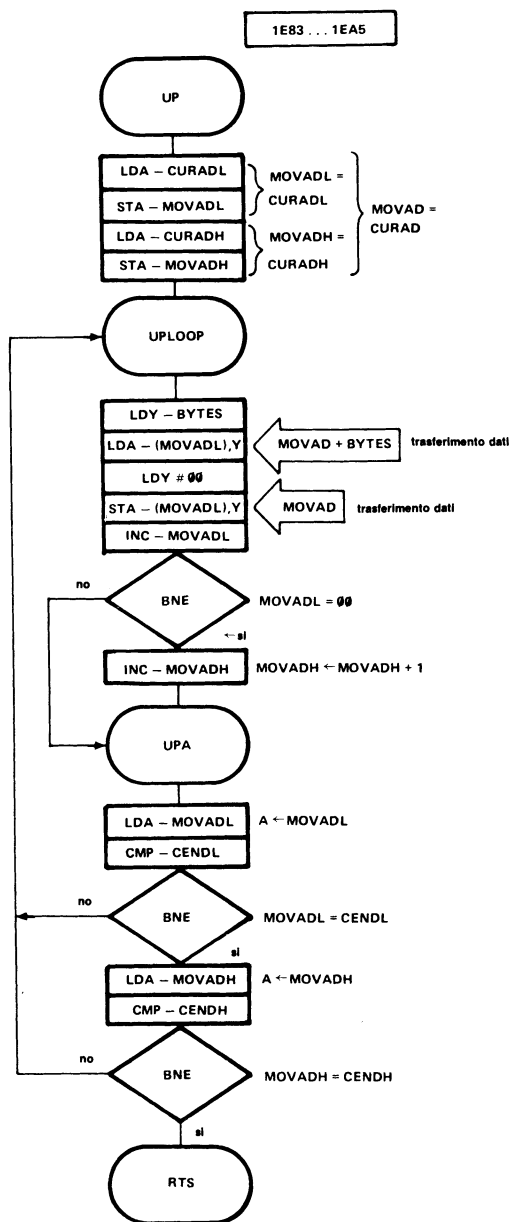 1E83 . . . 1EA5
UP
LDA – CURADL
STA – MOVADL
MOVADL =
CURADL
LDA – CURADH
STA – MOVADH
MOVADH =
CURADH
MOVAD =
CURAD
UPLOOP
LDY – BYTES
LDA – (MOVADL),Y
MOVAD + BYTES
trasferimento dati
LDY # 00
STA – (MOVADL),Y
MOVAD
trasferimento dati
INC – MOVADL
no
BNE
MOVADL = 00
← si
INC – MOVADH
MOVADH ← MOVADH + 1
UPA
LDA – MOVADL
A ← MOVADL
CMP – CENDL
no
BNE
MOVADL = CENDL
si
LDA – MOVADH
A ← MOVADH
CMP – CENDH
no
BNE
MOVADH = CENDH
si
RTS